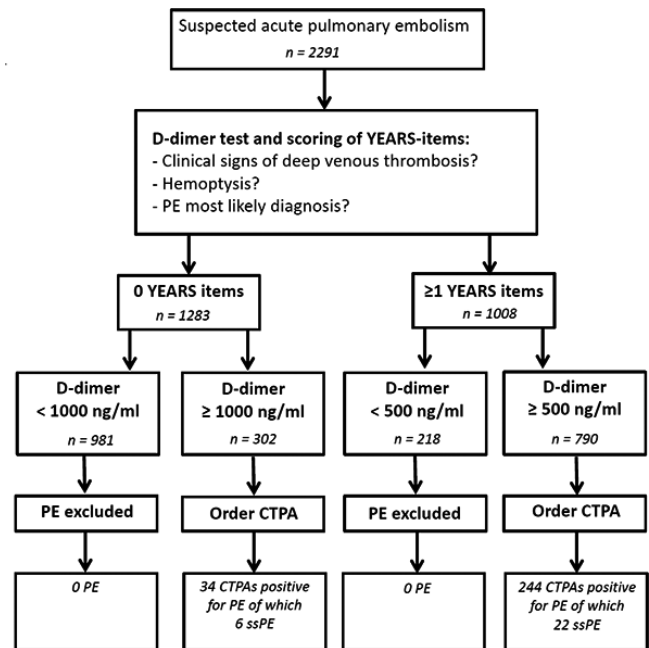 Suspected acute pulmonary embolism
n = 2291
D-dimer test and scoring of YEARS-items:
- Clinical signs of deep venous thrombosis?
- Hemoptysis?
- PE most likely diagnosis?
0 YEARS items
n = 1283
≥1 YEARS items
n = 1008
D-dimer
< 1000 ng/ml
n = 981
D-dimer
≥ 1000 ng/ml
n = 302
D-dimer
< 500 ng/ml
n = 218
D-dimer
≥ 500 ng/ml
n = 790
PE excluded
Order CTPA
PE excluded
Order CTPA
0 PE
34 CTPAs positive
for PE of which
6 ssPE
0 PE
244 CTPAs positive
for PE of which
22 ssPE